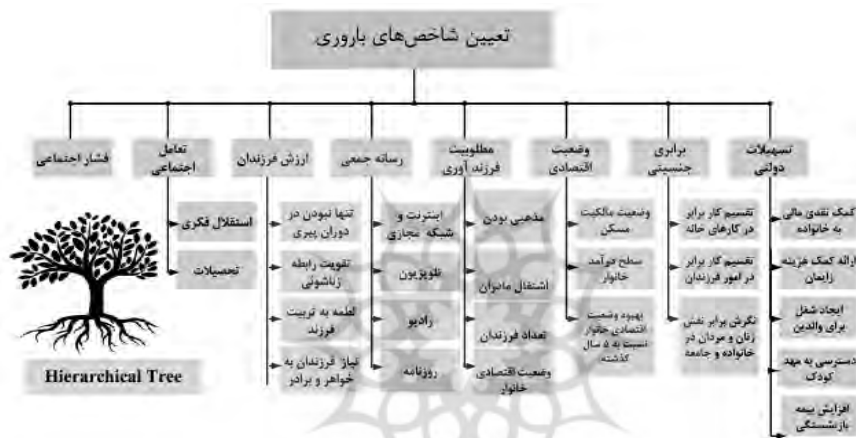 تعیین شاخص‌های باروری
تسهیلات
دولتی
برابری
جنسیتی
وضعیت
اقتصادی
مطلوبیت
فرزند آوری
رسانه جمعی
ارزش فرزندان
تعامل
اجتماعی
فشار اجتماعی
کمک نقدی مالی
به خانواده
ارائه کمک هزینه
زایمان
ایجاد شغل
برای والدین
دسترسی به مهد
کودک
افزایش بیمه
بازنشستگی
تقسیم کار برابر
در کارهای خانه
تقسیم کار برابر
در امور فرزندان
نگرش برابر نقش
زنان و مردان در
خانواده و جامعه
وضعیت مالکیت
مسکن
سطح درآمد
خانوار
بهبود وضعیت
اقتصادی خانوار
نسبت به ۵ سال
گذشته
مذهبی بودن
اشتغال مادران
تعداد فرزندان
وضعیت اقتصادی
خانوار
اینترنت و
شبکه مجازی
تلویزیون
رادیو
روزنامه
تنها نبودن در
دوران پیری
تقویت رابطه
زناشوئی
لطمه به تربیت
فرزند
نیاز فرزندان به
خواهر و برادر
استقلال فکری
تحصیلات
Hierarchical Tree